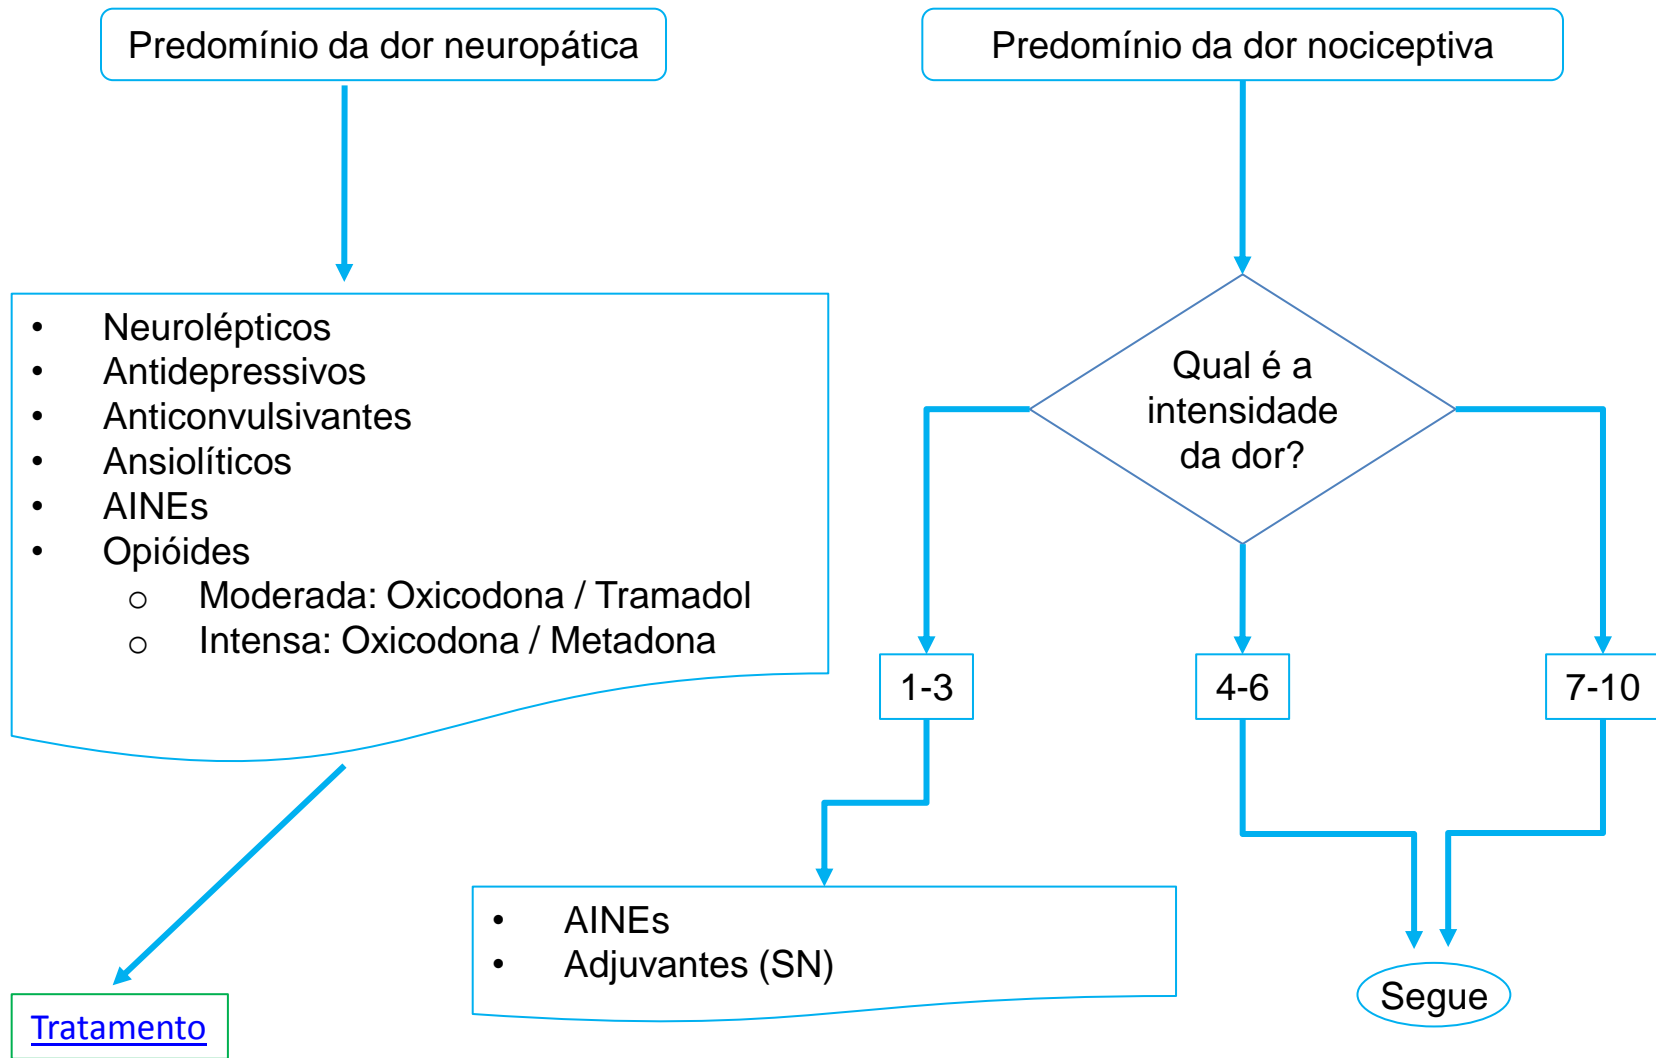 Predomínio da dor neuropática
Predomínio da dor nociceptiva
• Neurolépticos
• Antidepressivos
• Anticonvulsivantes
• Ansiolíticos
• AINEs
• Opióides
o Moderada: Oxicodona / Tramadol
o Intensa: Oxicodona / Metadona
Qual é a
intensidade
da dor?
1-3
4-6
7-10
• AINEs
• Adjuvantes (SN)
Segue
Tratamento